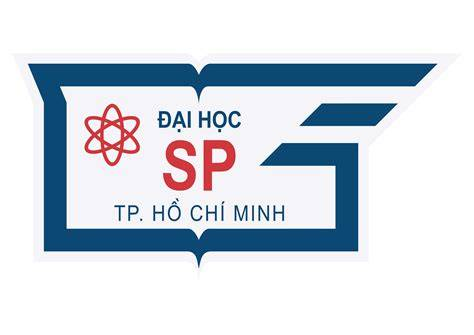 ĐẠI HỌC
SP
TP. HỒ CHÍ MINH